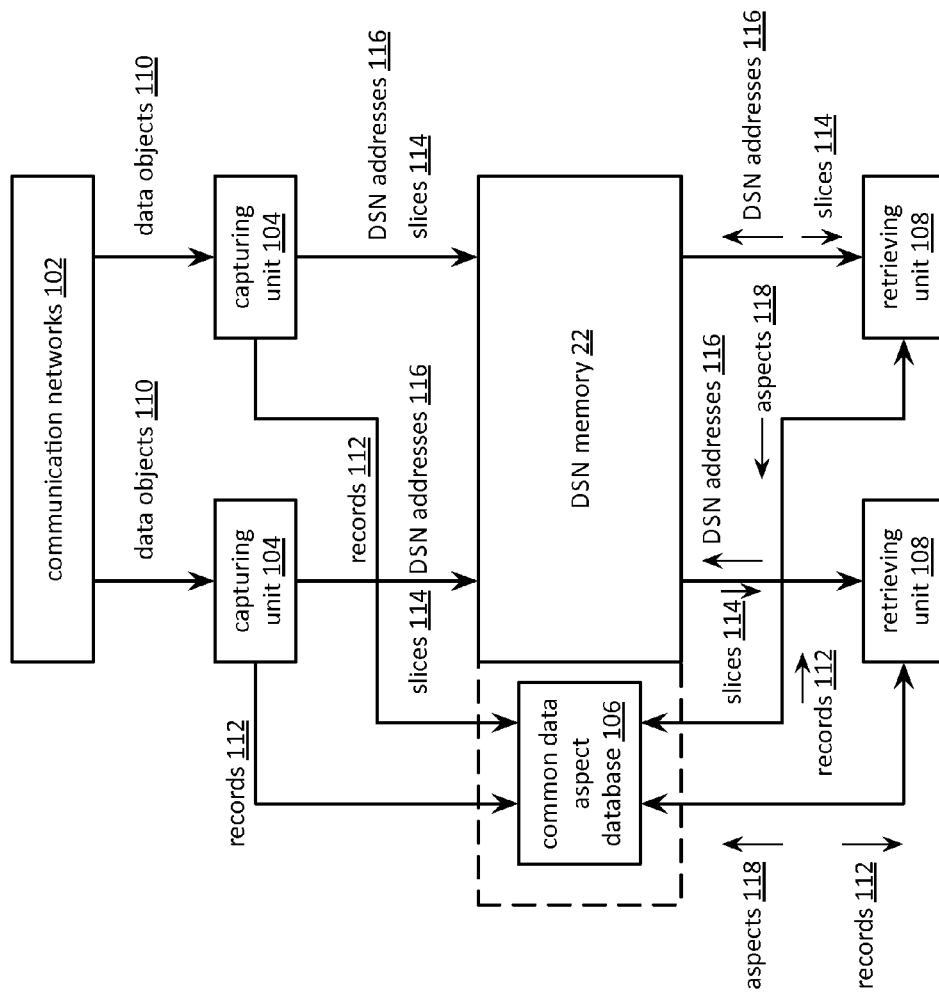 communication networks 102
data objects 110
data objects 110
capturing
unit 104
capturing
unit 104
records 112
records 112
slices 114
DSN addresses 116
DSN addresses 116
slices 114
common data
aspect
database 106
DSN memory 22
aspects 118
records 112
records 112
slices 114
DSN addresses 116
aspects 118
DSN addresses 116
slices 114
retrieving
unit 108
retrieving
unit 108